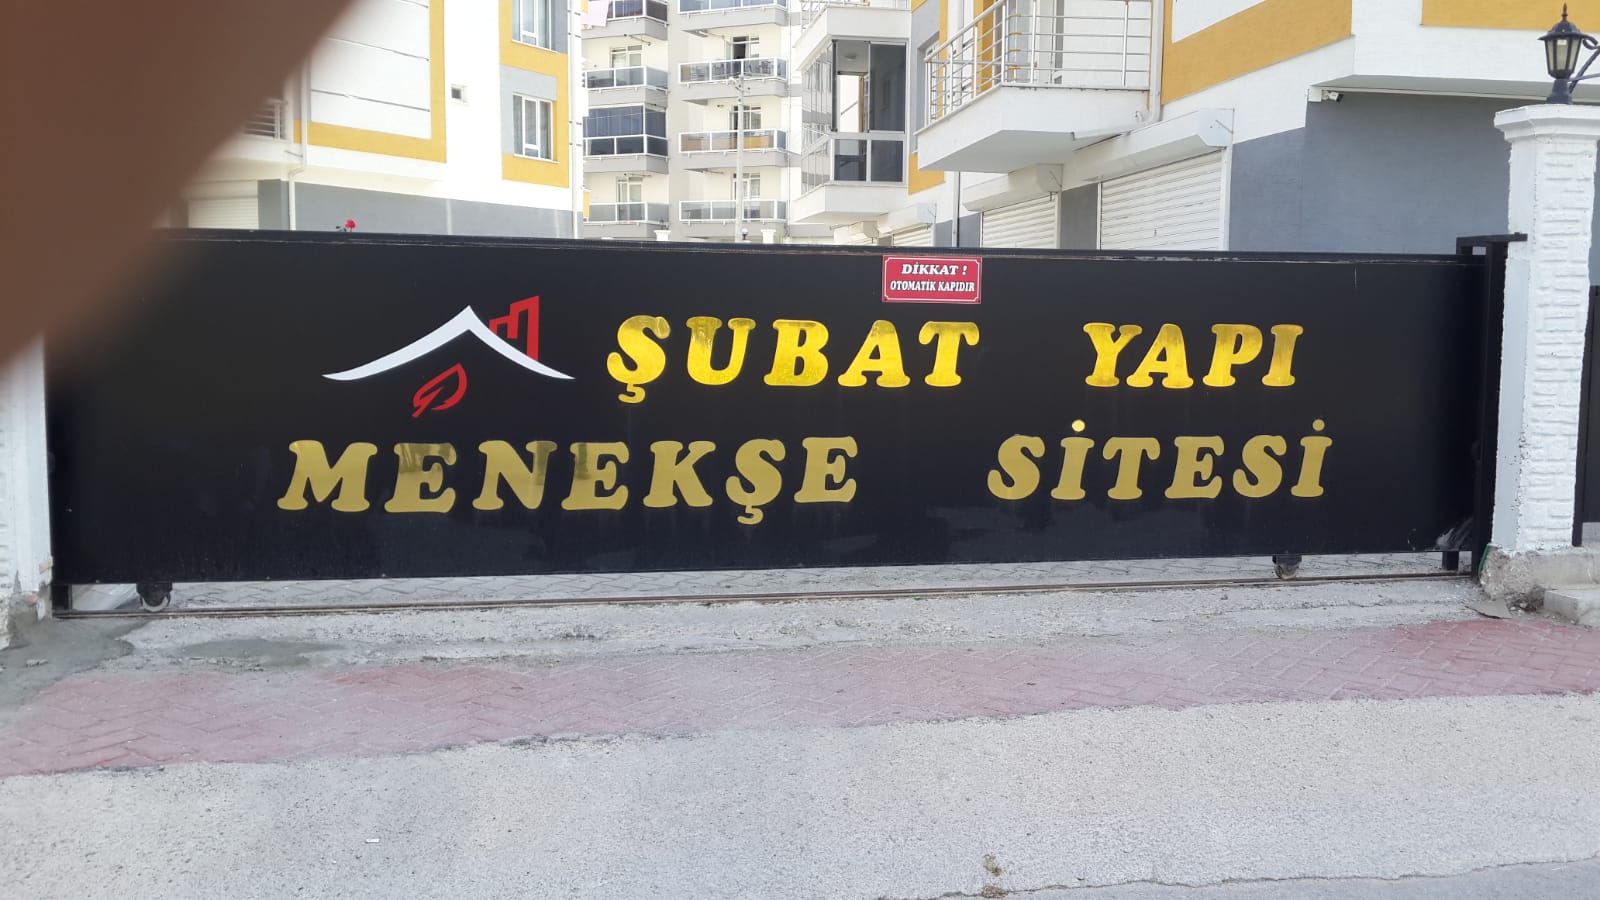 DİKKAT !
OTOMATİK KAPIDIR
ŞUBAT YAPI
MENEKŞE SİTESİ